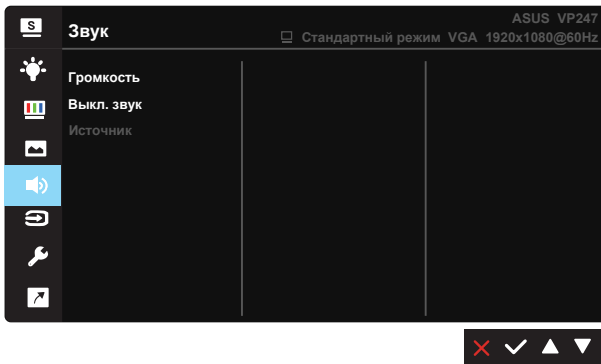 S
Звук
ASUS VP247
Стандартный режим VGA 1920x1080@60Hz
Громкость
Выкл. звук
Источник